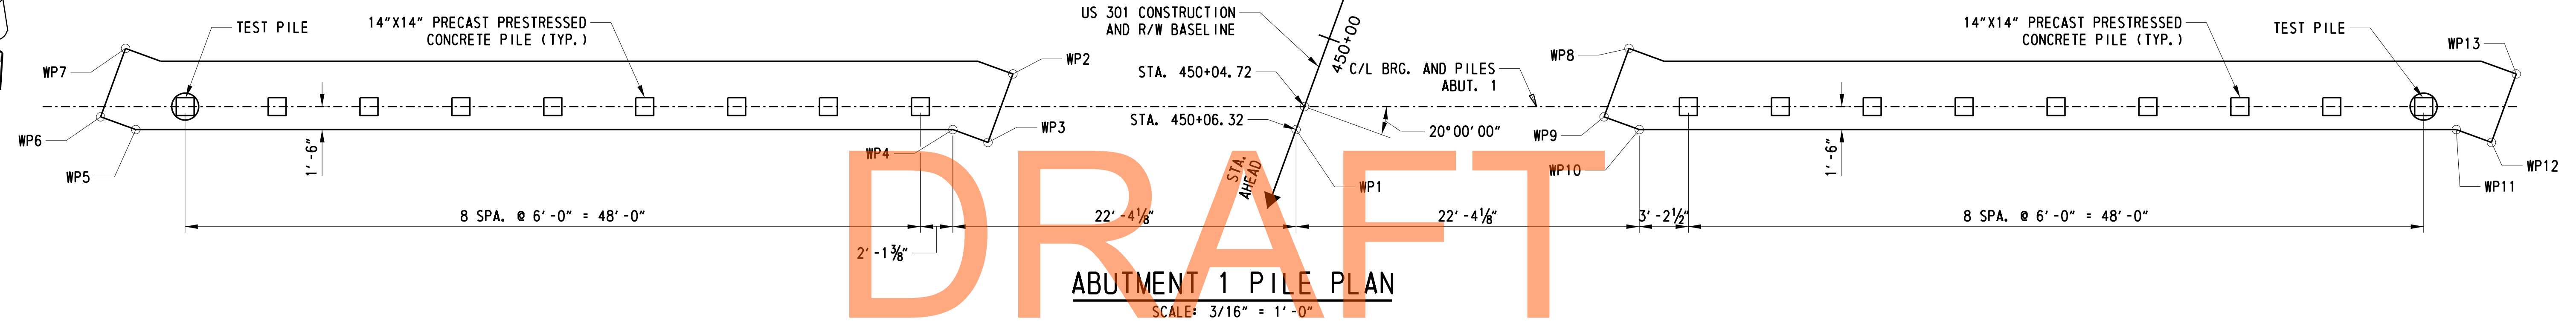 TEST PILE
14"X14" PRECAST PRESTRESSED
CONCRETE PILE (TYP.)
WP7
WP2
WP6
WP5
WP4
WP3
1'-6"
8 SPA. @ 6'-0" = 48'-0"
2'-1⅜"
US 301 CONSTRUCTION
AND R/W BASELINE
450+00
STA. 450+04.72
C/L BRG. AND PILES
ABUT. 1
STA. 450+06.32
20°00'00"
STA.
AHEAD
WP1
22'-4⅛"
22'-4⅛"
3'-2½"
14"X14" PRECAST PRESTRESSED
CONCRETE PILE (TYP.)
TEST PILE
WP8
WP13
WP9
WP10
WP12
WP11
1'-6"
8 SPA. @ 6'-0" = 48'-0"
DRAFT
ABUTMENT 1 PILE PLAN
SCALE: 3/16" = 1'-0"